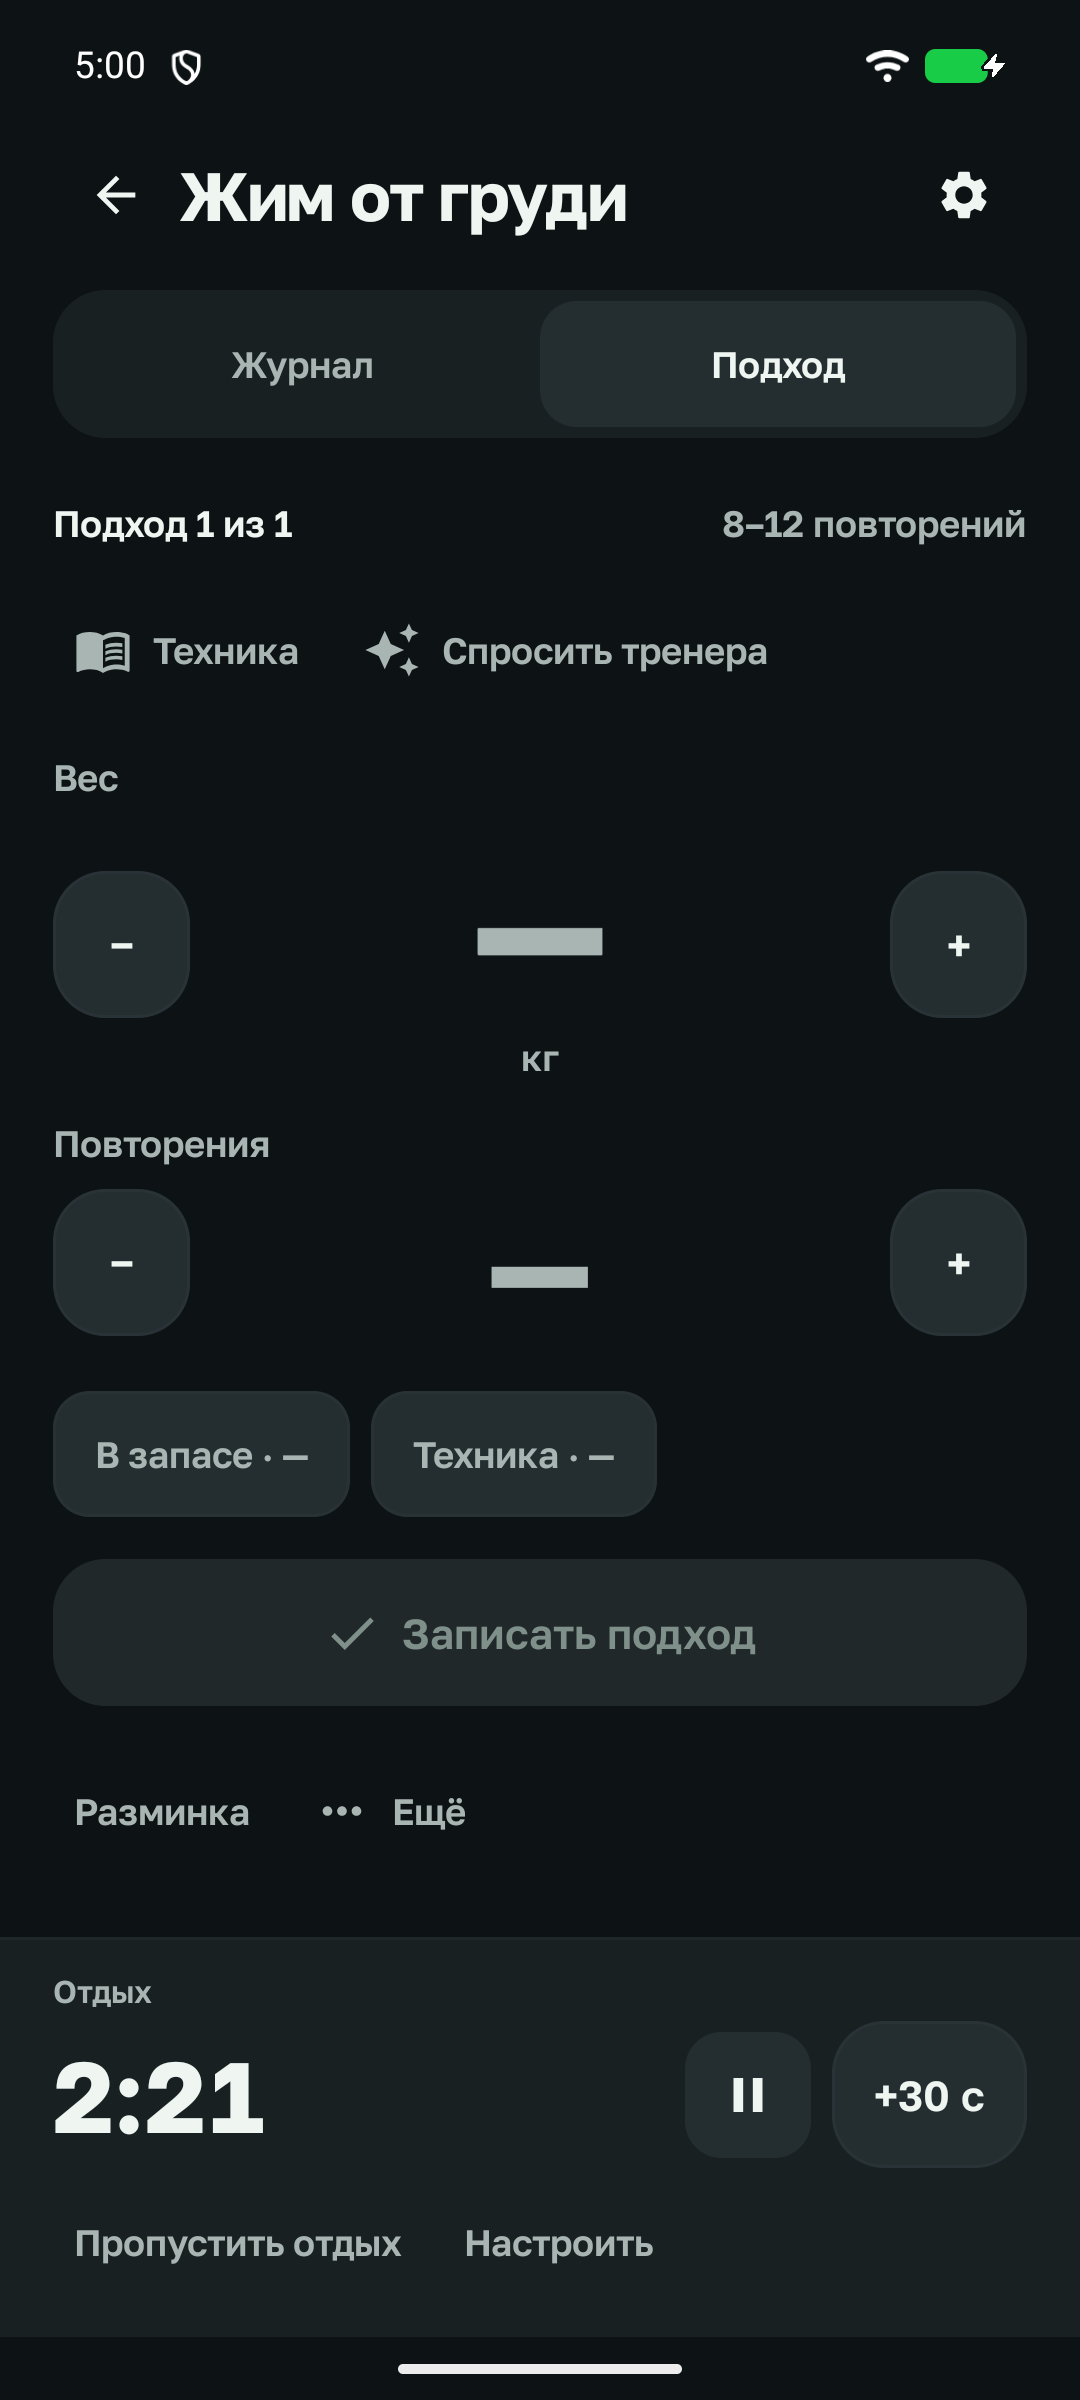 5:00
Жим от груди
Журнал
Подход
Подход 1 из 1
8–12 повторений
Техника
Спросить тренера
Вес
− — +
кг
Повторения
− — +
В запасе · —
Техника · —
Записать подход
Разминка
••• Ещё
Отдых
2:21
+30 с
Пропустить отдых
Настроить